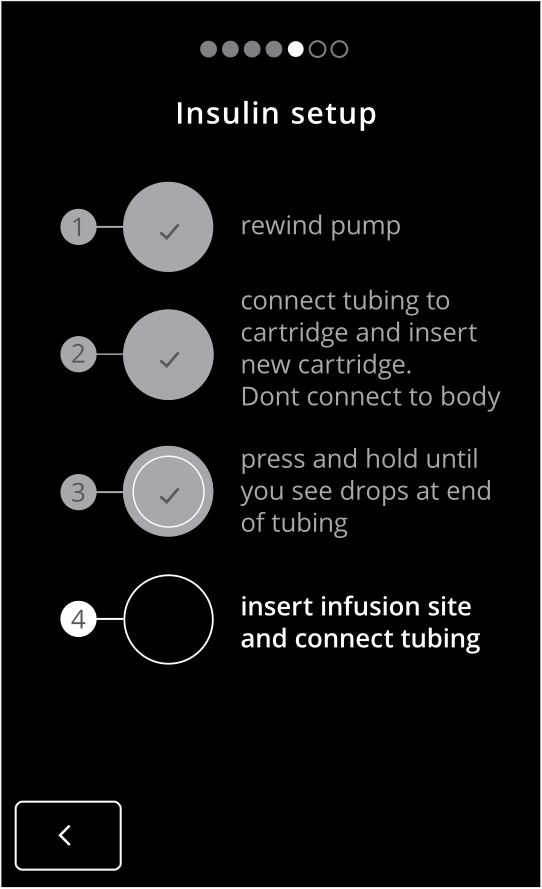 Insulin setup
1
rewind pump
2
connect tubing to
cartridge and insert
new cartridge.
Dont connect to body
3
press and hold until
you see drops at end
of tubing
4
insert infusion site
and connect tubing